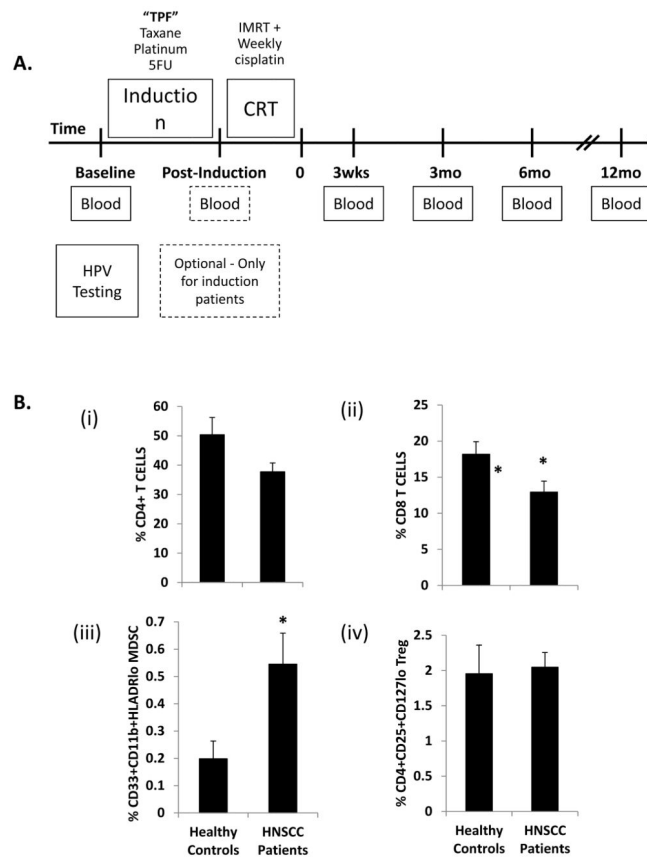 A.
“TPF”
Taxane
Platinum
5FU
IMRT +
Weekly
cisplatin
Inductio
n
CRT
Time
Baseline
Post-Induction
0
3wks
3mo
6mo
12mo
Blood
Blood
Blood
Blood
Blood
Blood
HPV
Testing
Optional - Only
for induction
patients
B.
(i)
% CD4+ T CELLS
60
50
40
30
20
10
0
(ii)
% CD8 T CELLS
25
20
15
10
5
0
*
*
(iii)
% CD33+CD11b+HLADRlo MDSC
0.7
0.6
0.5
0.4
0.3
0.2
0.1
0
*
Healthy
Controls
HNSCC
Patients
(iv)
% CD4+CD25+CD127lo Treg
2.5
2
1.5
1
0.5
0
Healthy
Controls
HNSCC
Patients